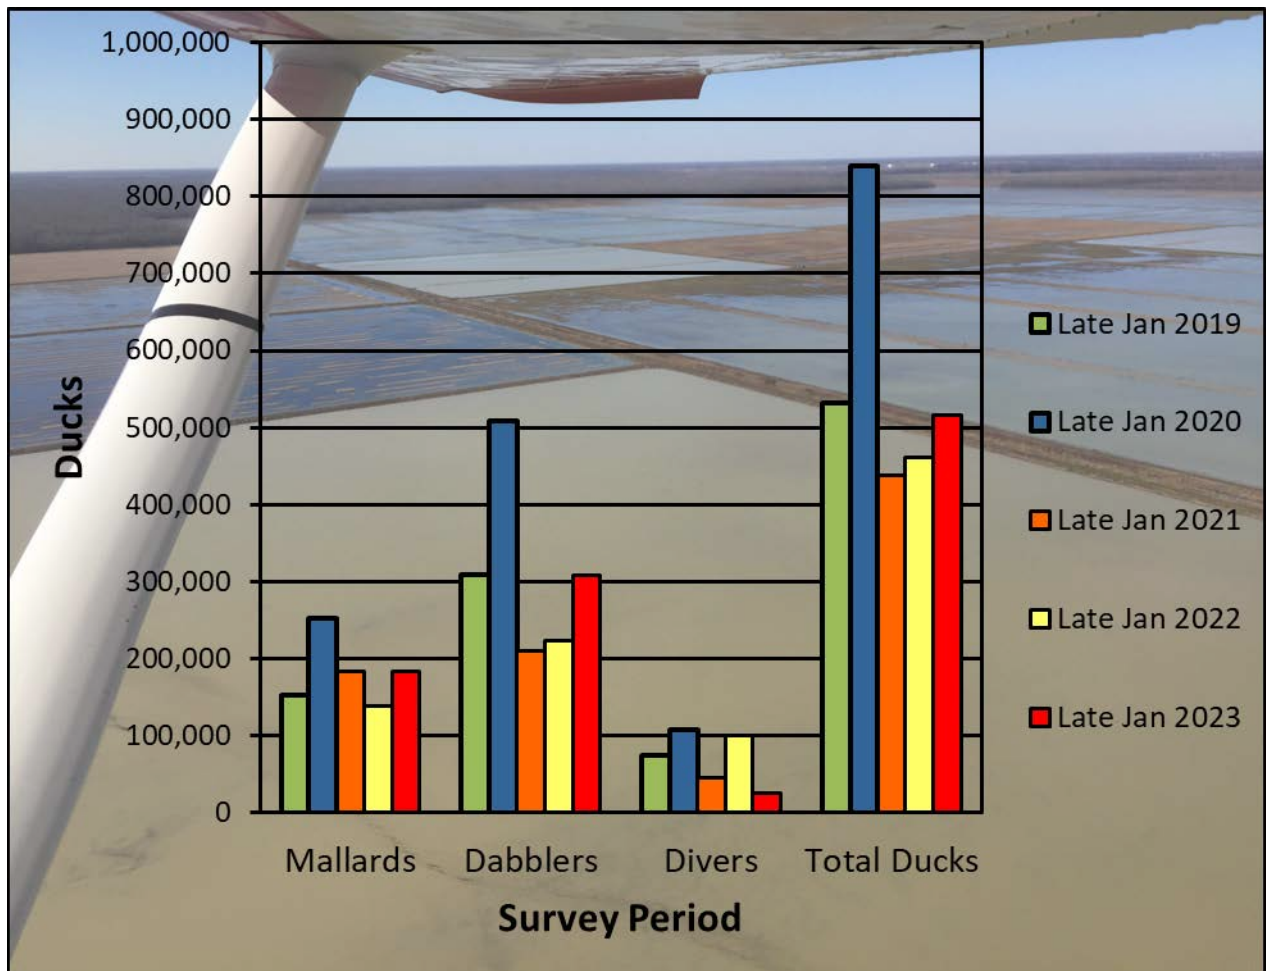 1,000,000
900,000
800,000
700,000
600,000
500,000
400,000
300,000
200,000
100,000
0
Ducks
Mallards Dabblers Divers Total Ducks
Survey Period
Late Jan 2019
Late Jan 2020
Late Jan 2021
Late Jan 2022
Late Jan 2023